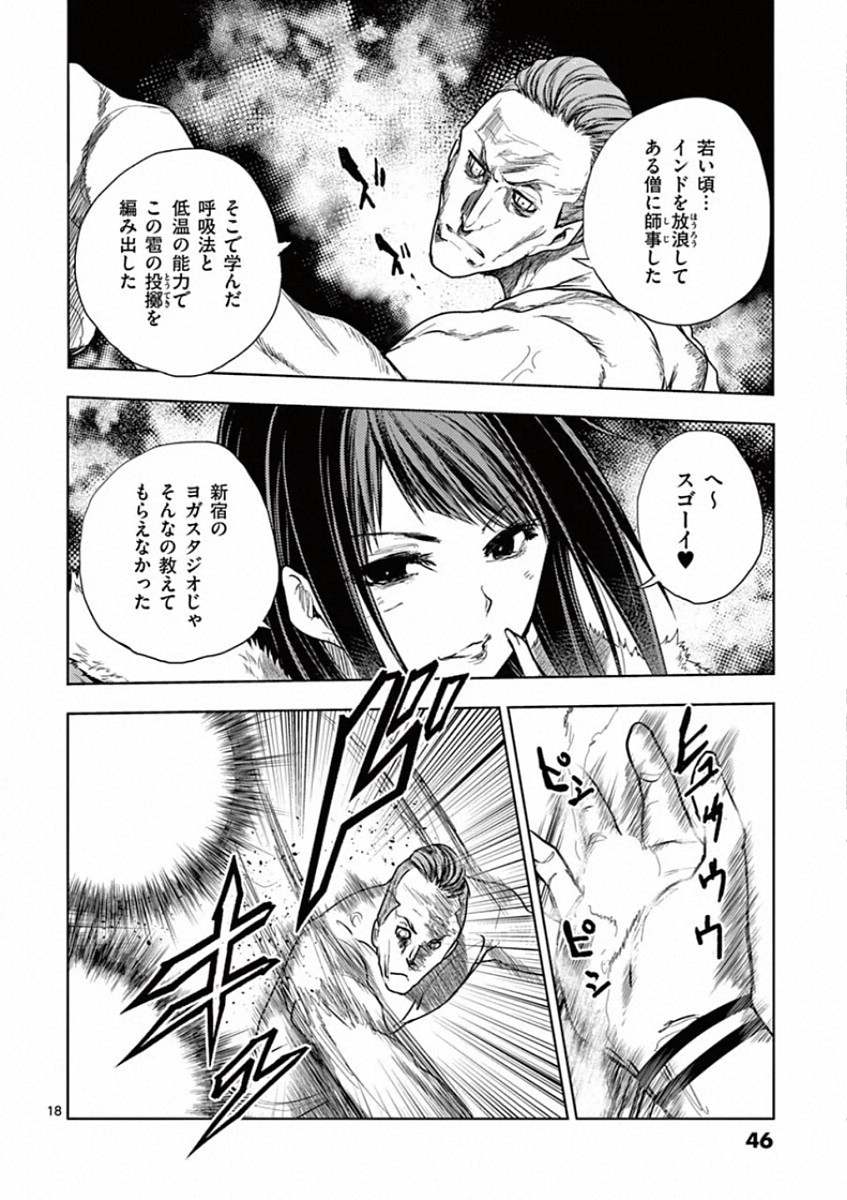 若い頃…
インドを放浪して
ある僧に師事した
そこで学んだ
呼吸法と
低温の能力で
この雹の投擲を
編み出した
へ～
スゴーイ♥
新宿の
ヨガスタジオじゃ
そんなの教えて
もらえなかった
ヒュウウウウ
ピシ
ピシ
ドギュ
18
46